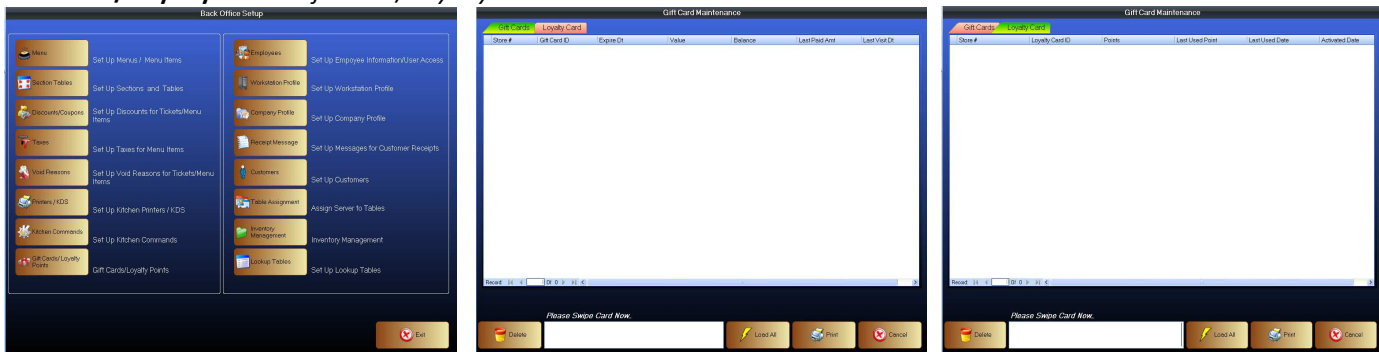 Back Office Setup
Menu
Set Up Menus / Menu Items
Section Tables
Set Up Sections and Tables
Discounts/Coupons
Set Up Discounts for Tickets/Menu
Items
Taxes
Set Up Taxes for Menu Items
Void Reasons
Set Up Void Reasons for Tickets/Menu
Items
Printers / KDS
Set Up Kitchen Printers / KDS
Kitchen Commands
Set Up Kitchen Commands
Gift Cards/Loyalty
Points
Gift Cards/Loyalty Points
Employees
Set Up Empoyee Information/User Access
Workstation Profile
Set Up Workstation Profile
Company Profile
Set Up Company Profile
Receipt Message
Set Up Messages for Customer Receipts
Customers
Set Up Customers
Table Assignment
Assign Server to Tables
Inventory
Management
Inventory Management
Lookup Tables
Set Up Lookup Tables
Exit
Gift Card Maintenance
Gift Cards Loyalty Card
Store # Gift Card ID Expire Dt Value Balance Last Paid Amt Last Visit Dt.
Record: Of 0
Please Swipe Card Now.
Delete Load All Print Cancel
Gift Card Maintenance
Gift Cards Loyalty Card
Store # Loyalty Card ID Points Last Used Point Last Used Date Activated Date
Record: Of 0
Please Swipe Card Now.
Delete Load All Print Cancel